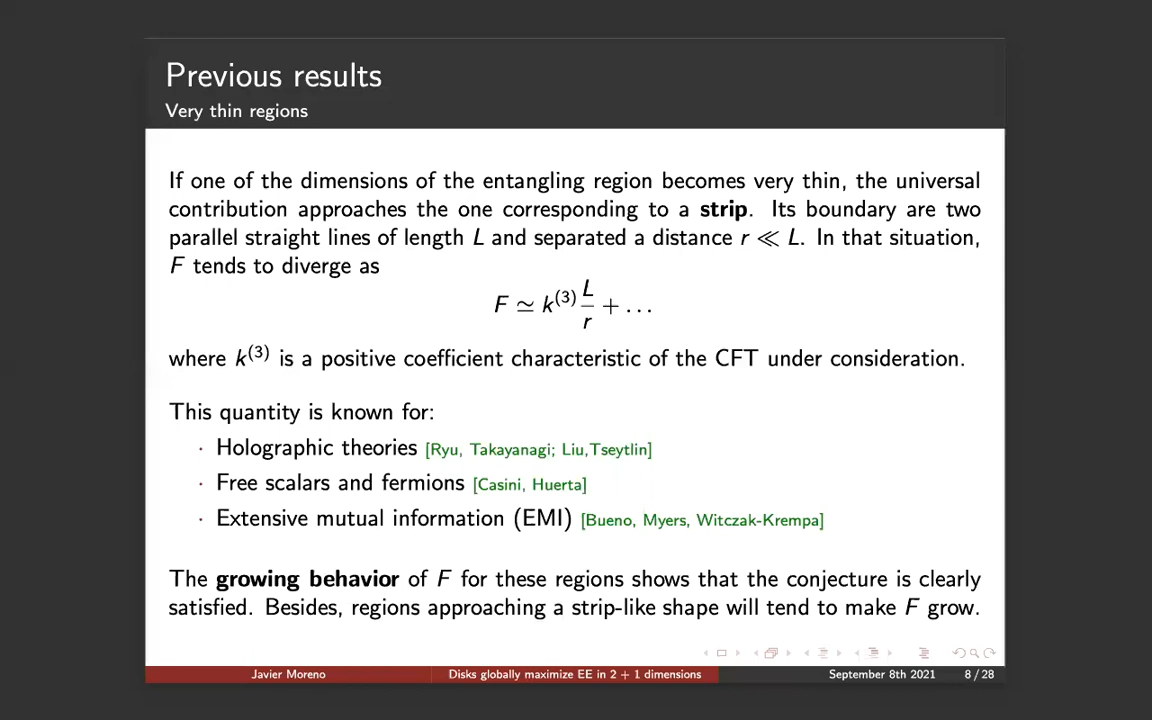 Previous results
Very thin regions
If one of the dimensions of the entangling region becomes very thin, the universal
contribution approaches the one corresponding to a strip. Its boundary are two
parallel straight lines of length L and separated a distance r ≪ L. In that situation,
F tends to diverge as
F ≃ k^(3) L/r + ...
where k^(3) is a positive coefficient characteristic of the CFT under consideration.
This quantity is known for:
· Holographic theories [Ryu, Takayanagi; Liu,Tseytlin]
· Free scalars and fermions [Casini, Huerta]
· Extensive mutual information (EMI) [Bueno, Myers, Witczak-Krempa]
The growing behavior of F for these regions shows that the conjecture is clearly
satisfied. Besides, regions approaching a strip-like shape will tend to make F grow.
Javier Moreno Disks globally maximize EE in 2 + 1 dimensions September 8th 2021 8 / 28